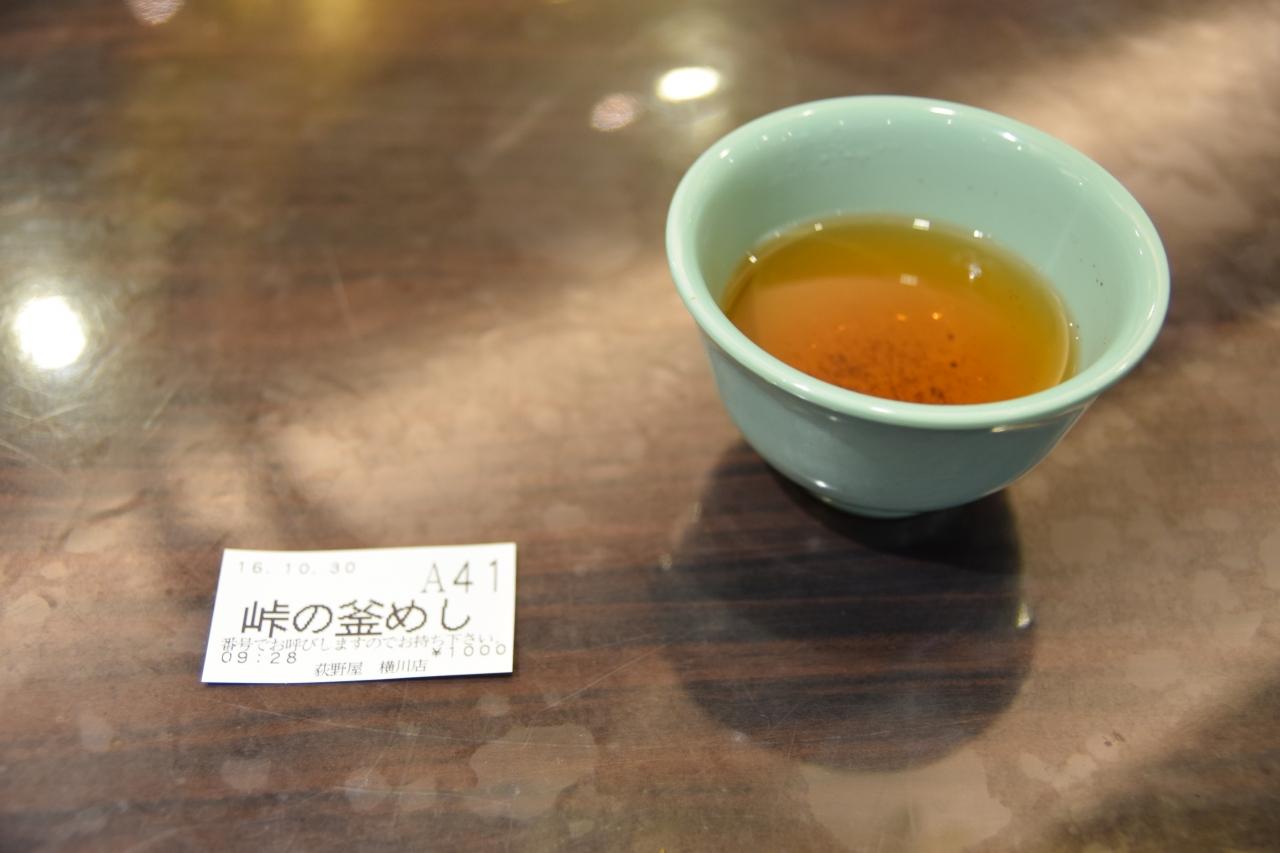 16.10.30 A41
峠の釜めし
番号でお呼びしますのでお持ち下さい。
09:28 ¥1000
荻野屋 横川店